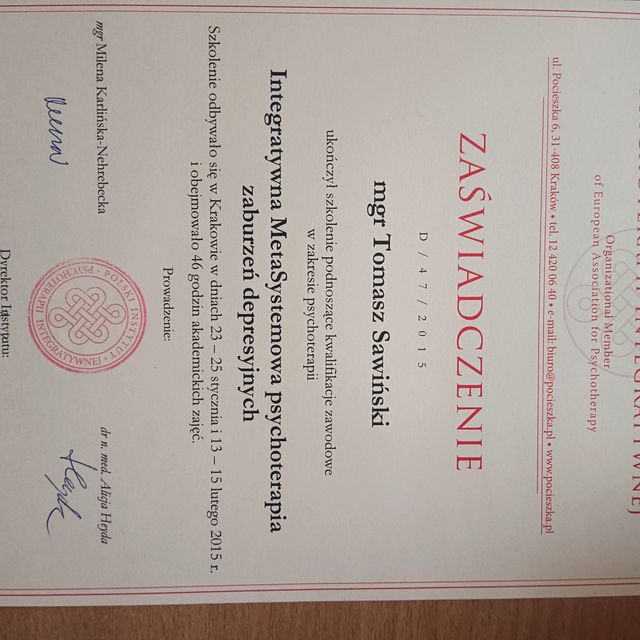 INTEGRATYWNEJ
Organizational Member
of European Association for Psychotherapy
ul. Pocieszka 6, 31-408 Kraków • tel. 12 420 06 40 • e-mail: biuro@pocieszka.pl • www.pocieszka.pl
ZAŚWIADCZENIE
D / 47 / 2015
mgr Tomasz Sawiński
ukończył szkolenie podnoszące kwalifikacje zawodowe
w zakresie psychoterapii
Integratywna MetaSystemowa psychoterapia
zaburzeń depresyjnych
Szkolenie odbywało się w Krakowie w dniach 23 – 25 stycznia i 13 – 15 lutego 2015 r.
i obejmowało 46 godzin akademickich zajęć.
Prowadzenie:
mgr Milena Karlińska-Nehrebecka
dr n. med. Alicja Heyda
POLSKI INSTYTUT
PSYCHOTERAPII INTEGRATYWNEJ
Dyrektor Instytutu: